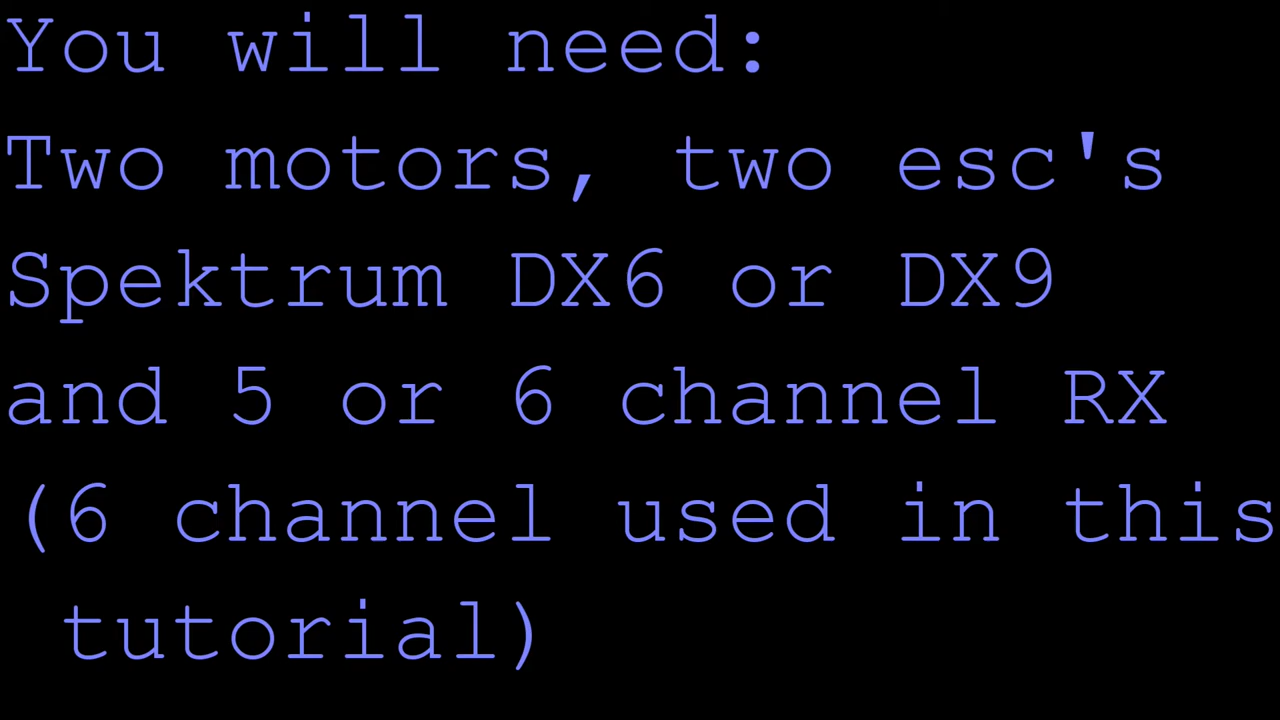 You will need:
Two motors, two esc's
Spektrum DX6 or DX9
and 5 or 6 channel RX
(6 channel used in this
tutorial)